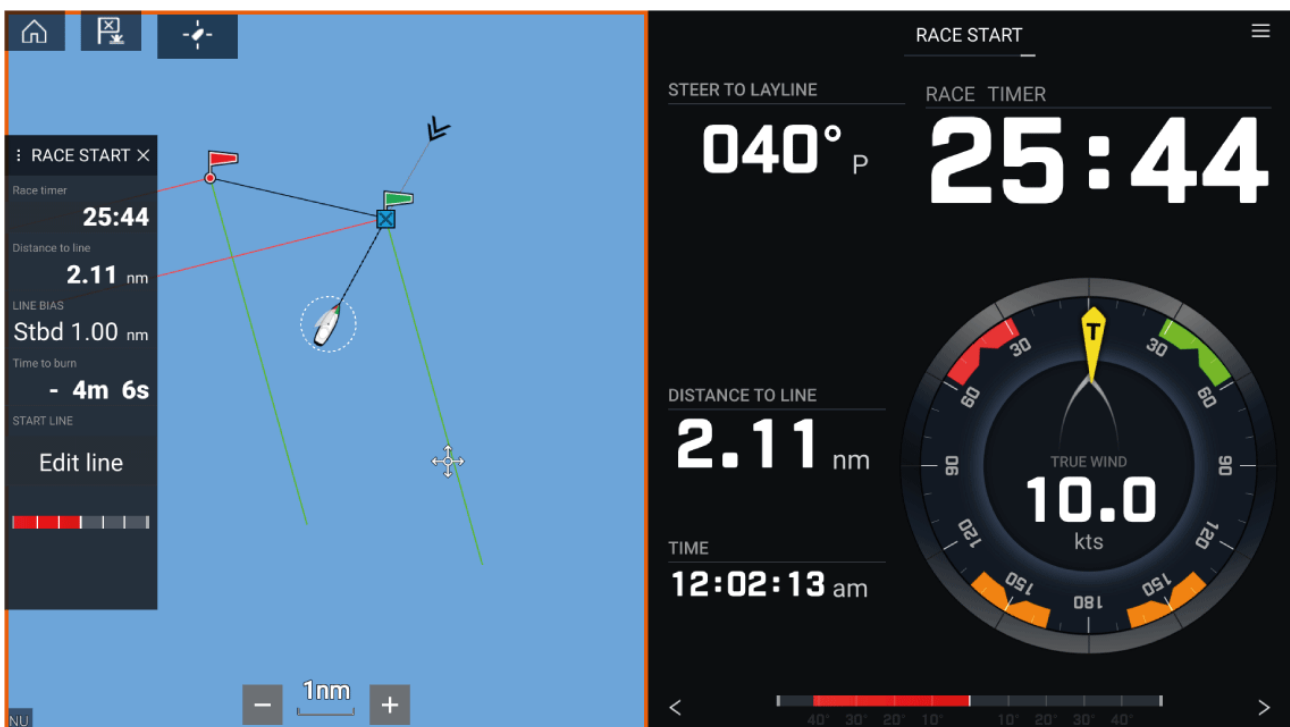 RACE START
Race timer
25:44
Distance to line
2.11 nm
LINE BIAS
Stbd 1.00 nm
Time to burn
- 4m 6s
START LINE
Edit line
1nm
NU
RACE START
STEER TO LAYLINE
040° P
RACE TIMER
25:44
DISTANCE TO LINE
2.11 nm
TIME
12:02:13 am
T
30 30
60 60
90 90
120 120
150 150
180
TRUE WIND
10.0
kts
40° 30° 20° 10° 10° 20° 30° 40°